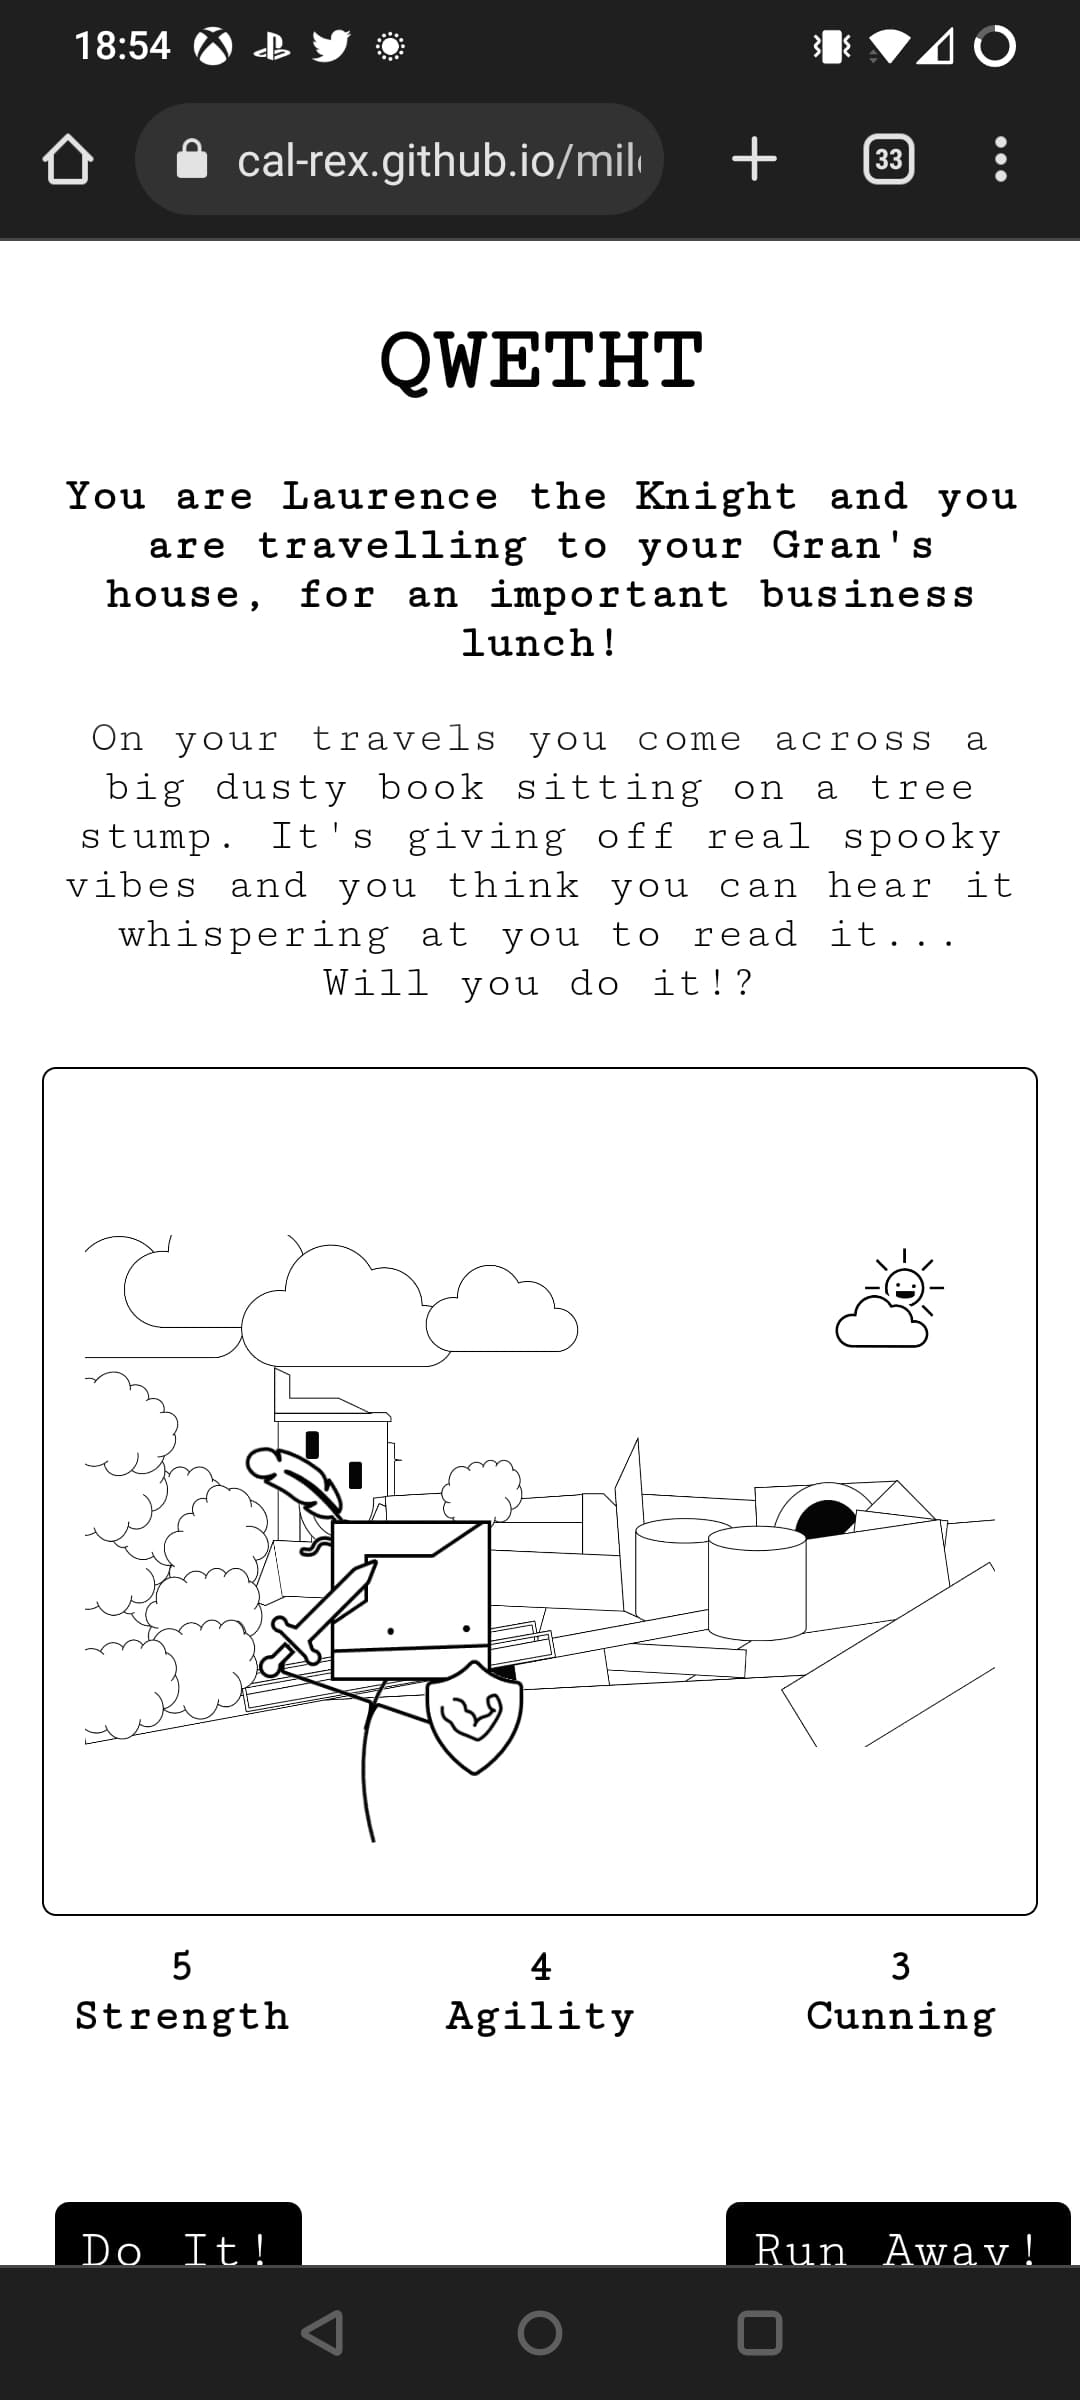 18:54
cal-rex.github.io/mil
33
QWETHT
You are Laurence the Knight and you
are travelling to your Gran's
house, for an important business
lunch!
On your travels you come across a
big dusty book sitting on a tree
stump. It's giving off real spooky
vibes and you think you can hear it
whispering at you to read it...
Will you do it!?
5
Strength
4
Agility
3
Cunning
Do It!
Run Away!